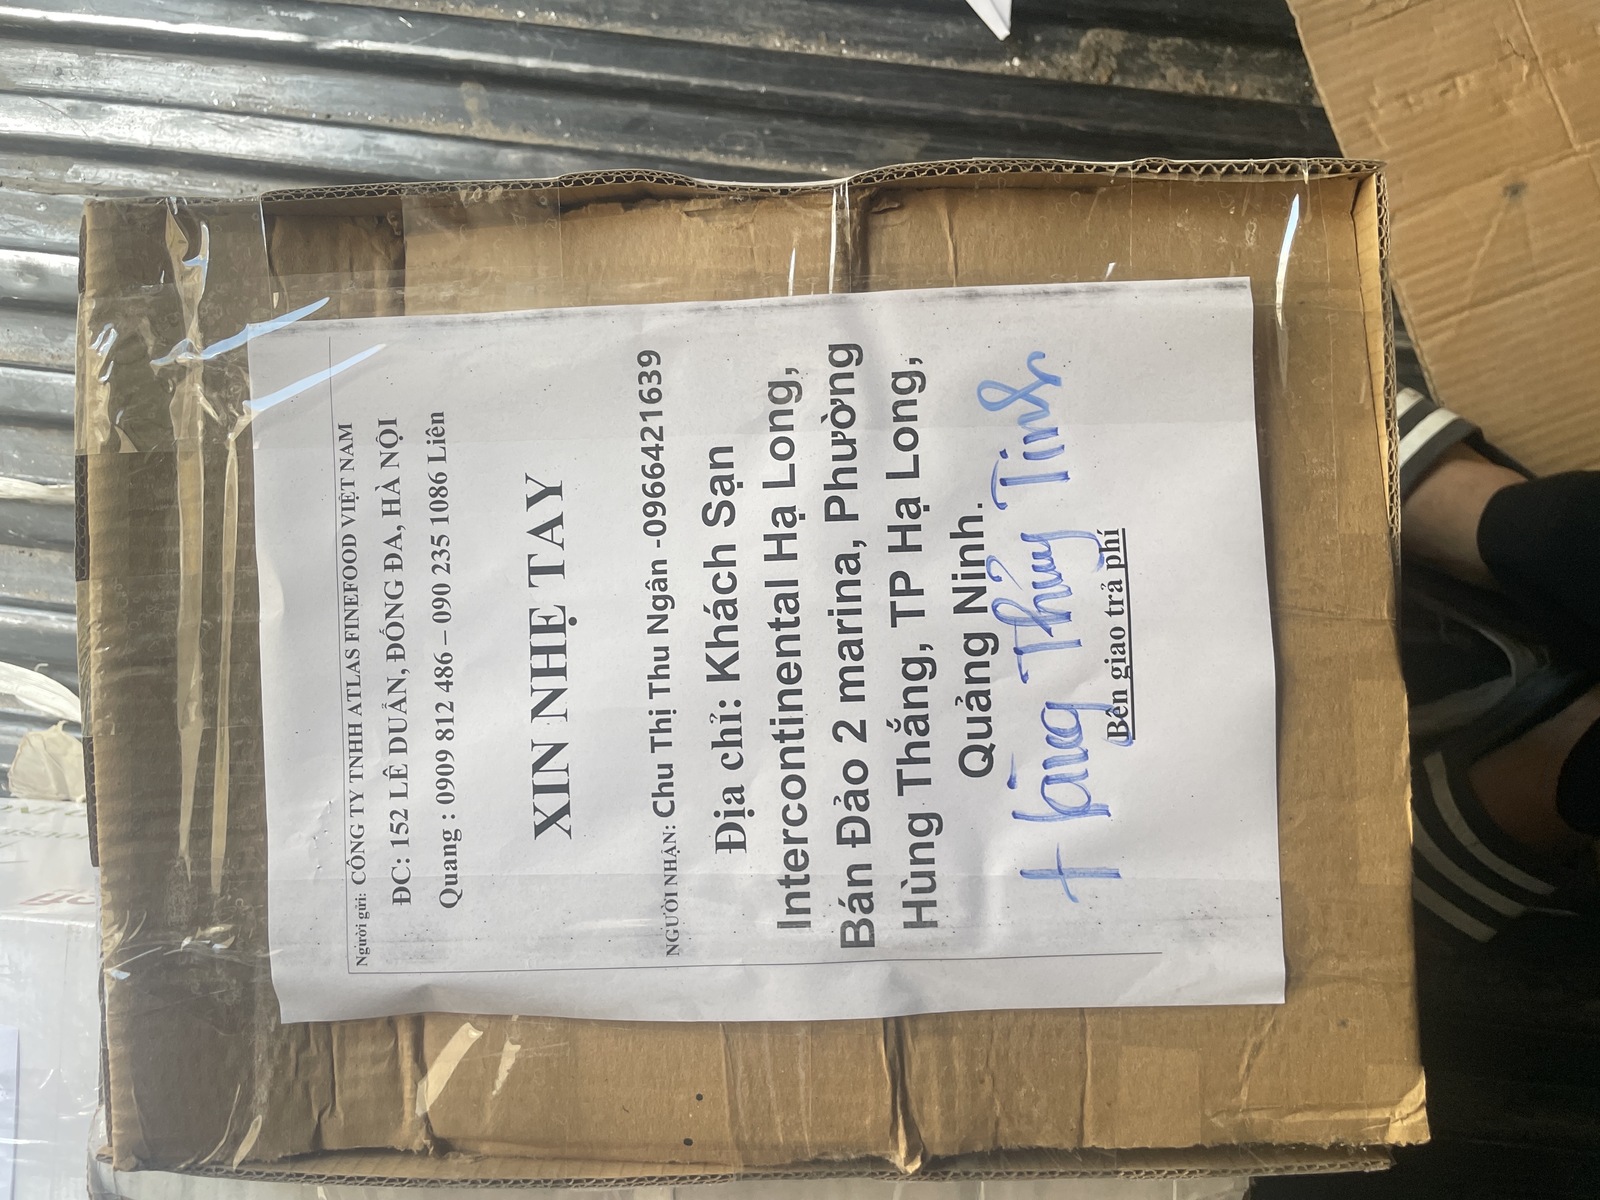 Người gửi: CÔNG TY TNHH ATLAS FINEFOOD VIỆT NAM
ĐC: 152 LÊ DUẨN, ĐỐNG ĐA, HÀ NỘI
Quang : 0909 812 486 – 090 235 1086 Liên
XIN NHẸ TAY
NGƯỜI NHẬN: Chu Thị Thu Ngân -0966421639
Địa chỉ: Khách Sạn
Intercontinental Hạ Long,
Bán Đảo 2 marina, Phường
Hùng Thắng, TP Hạ Long,
Quảng Ninh.
+ Hàng Thủy Tinh
Bên giao trả phí